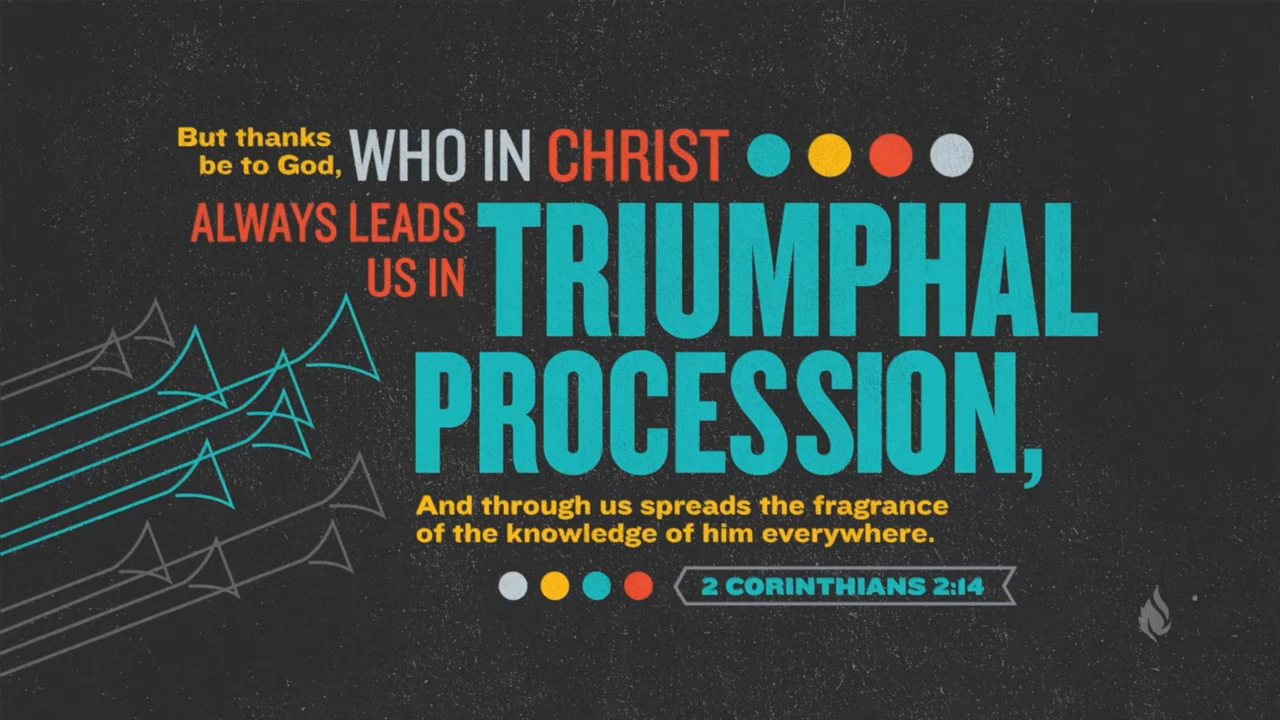 But thanks
be to God, WHO IN CHRIST
ALWAYS LEADS
US IN
TRIUMPHAL
PROCESSION,
And through us spreads the fragrance
of the knowledge of him everywhere.
2 CORINTHIANS 2:14